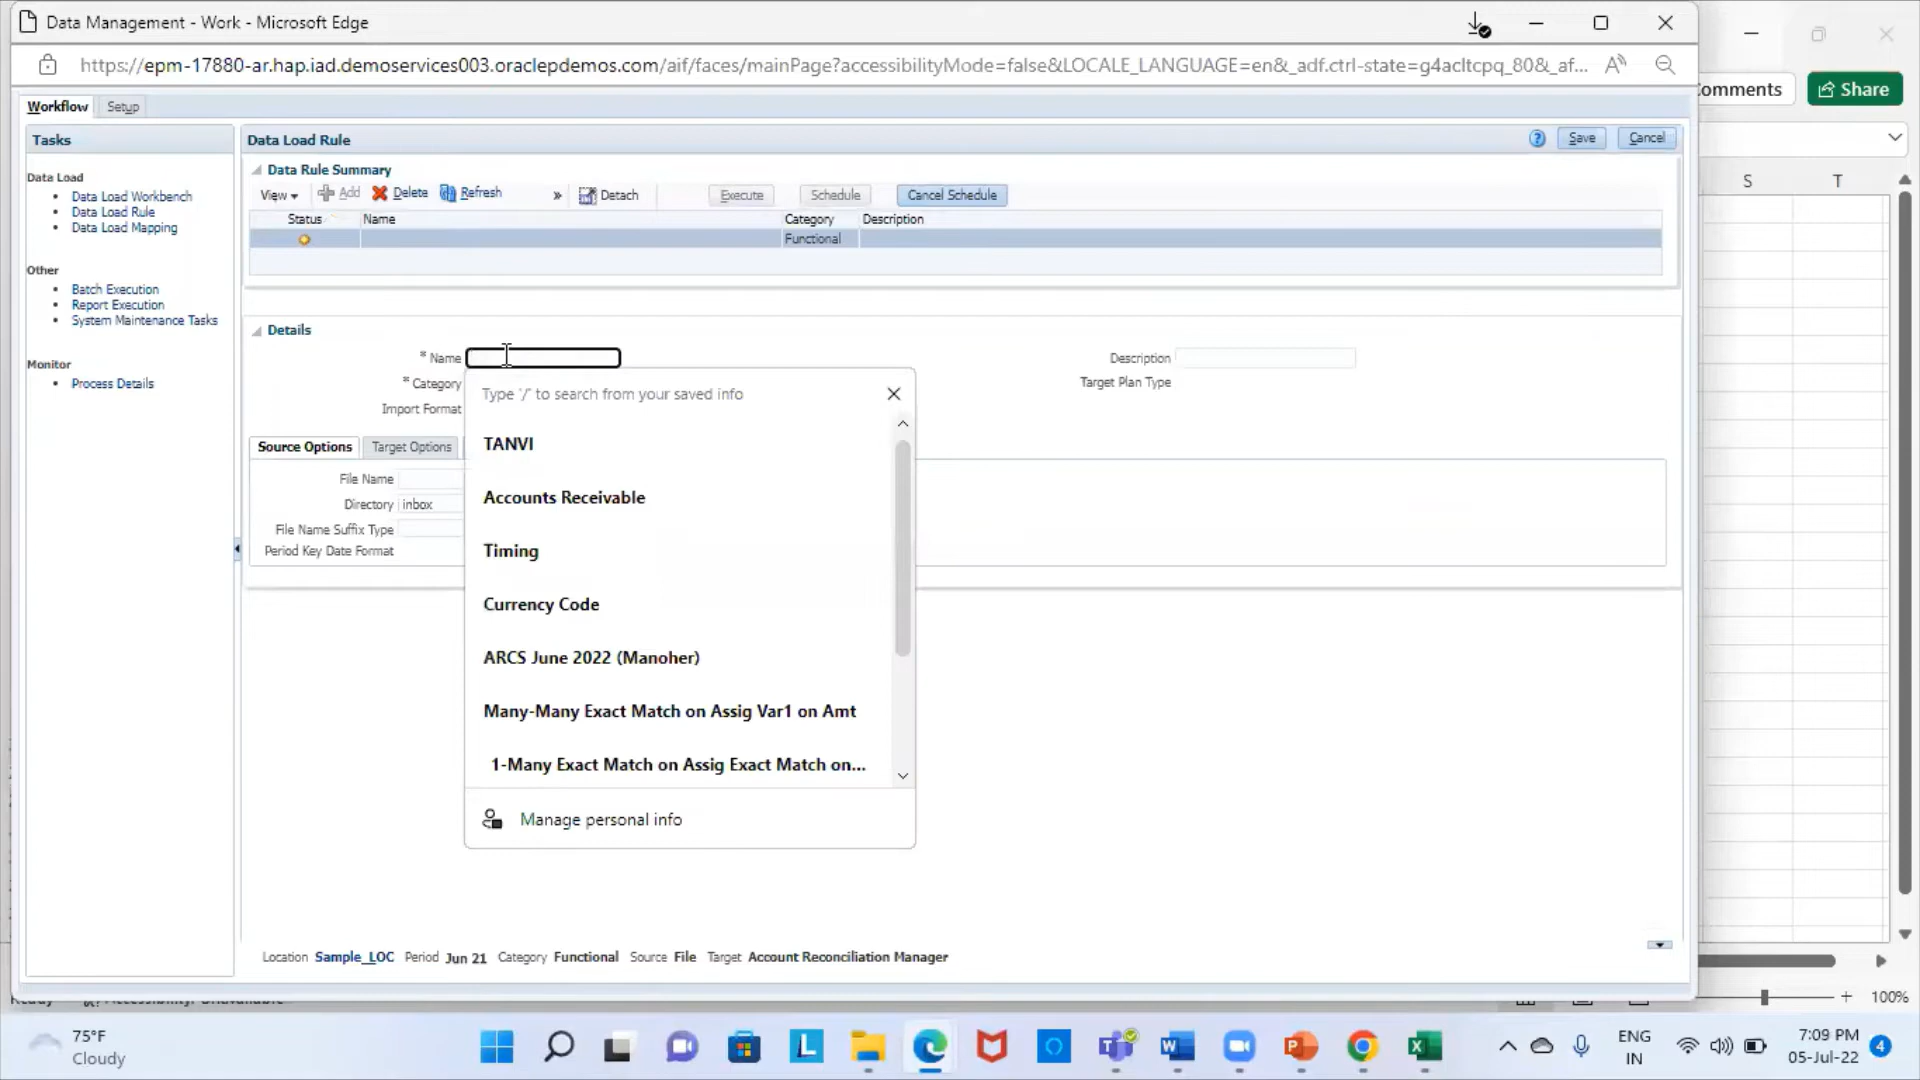 Data Management - Work - Microsoft Edge
https://epm-17880-ar.hap.iad.demoservices003.oraclepdemos.com/aif/faces/mainPage?accessibilityMode=false&LOCALE_LANGUAGE=en&_adf.ctrl-state=g4acltcpq_80&_af...
omments
Share
Workflow
Setup
Tasks
Data Load
Data Load Workbench
Data Load Rule
Data Load Mapping
Other
Batch Execution
Report Execution
System Maintenance Tasks
Monitor
Process Details
Data Load Rule
Save
Cancel
Data Rule Summary
View
Add
Delete
Refresh
»
Detach
Execute
Schedule
Cancel Schedule
Status
Name
Category
Description
Functional
Details
* Name
* Category
Import Format
Description
Target Plan Type
Source Options
Target Options
File Name
Directory
inbox
File Name Suffix Type
Period Key Date Format
Type '/' to search from your saved info
TANVI
Accounts Receivable
Timing
Currency Code
ARCS June 2022 (Manoher)
Many-Many Exact Match on Assig Var1 on Amt
1-Many Exact Match on Assig Exact Match on...
Manage personal info
Location Sample_LOC Period Jun 21 Category Functional Source File Target Account Reconciliation Manager
S
T
100%
75°F
Cloudy
ENG
IN
7:09 PM
05-Jul-22
4